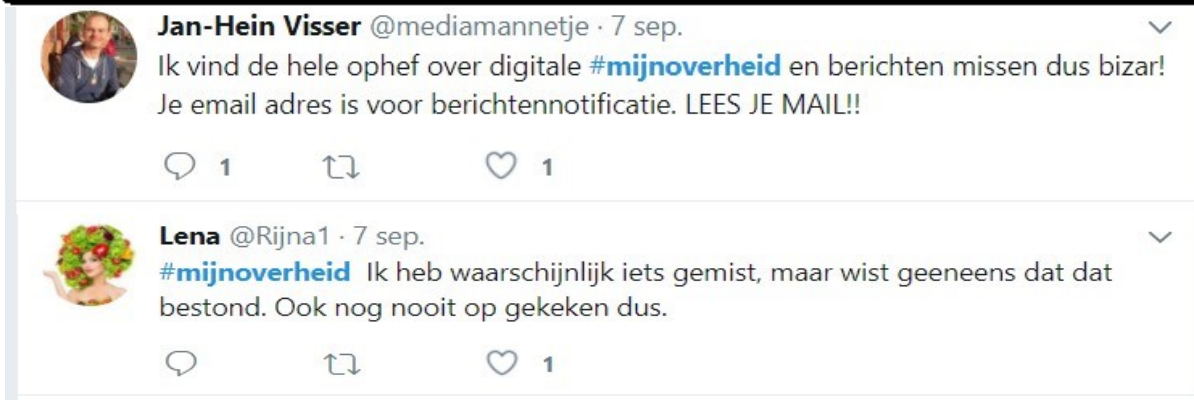 Jan-Hein Visser @mediamannetje · 7 sep.
Ik vind de hele ophef over digitale #mijnoverheid en berichten missen dus bizar!
Je email adres is voor berichtennotificatie. LEES JE MAIL!!
1 1
Lena @Rijna1 · 7 sep.
#mijnoverheid Ik heb waarschijnlijk iets gemist, maar wist geeneens dat dat
bestond. Ook nog nooit op gekeken dus.
1